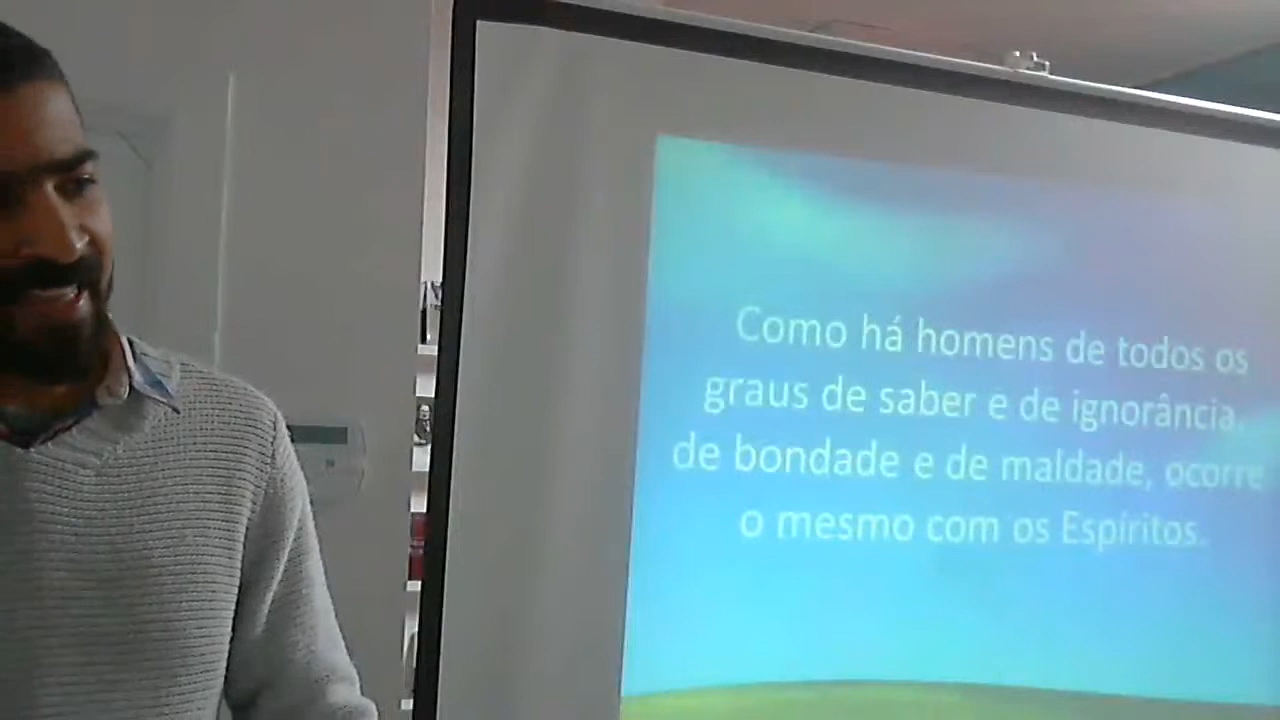 Como há homens de todos os
graus de saber e de ignorância,
de bondade e de maldade, ocorre
o mesmo com os Espíritos.